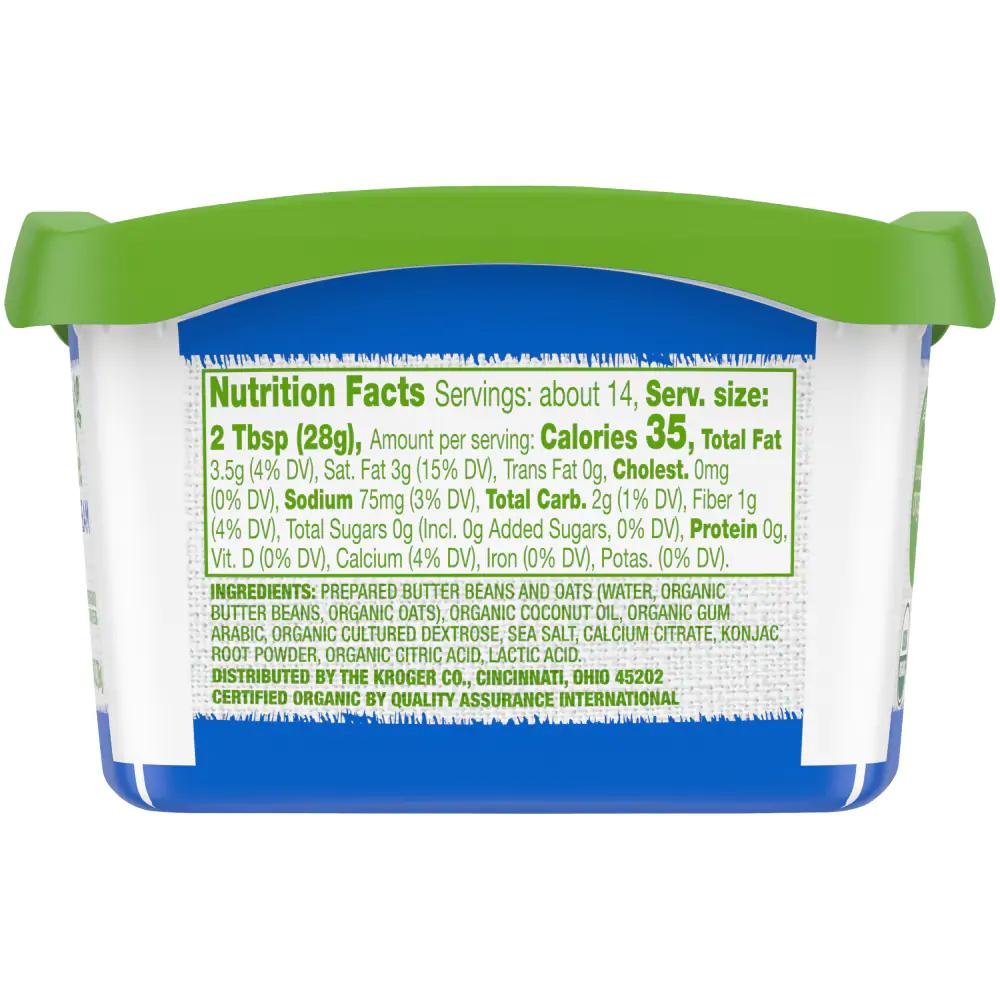 Nutrition Facts Servings: about 14, Serv. size:
2 Tbsp (28g), Amount per serving: Calories 35, Total Fat
3.5g (4% DV), Sat. Fat 3g (15% DV), Trans Fat 0g, Cholest. 0mg
(0% DV), Sodium 75mg (3% DV), Total Carb. 2g (1% DV), Fiber 1g
(4% DV), Total Sugars 0g (Incl. 0g Added Sugars, 0% DV), Protein 0g,
Vit. D (0% DV), Calcium (4% DV), Iron (0% DV), Potas. (0% DV).
INGREDIENTS: PREPARED BUTTER BEANS AND OATS (WATER, ORGANIC
BUTTER BEANS, ORGANIC OATS), ORGANIC COCONUT OIL, ORGANIC GUM
ARABIC, ORGANIC CULTURED DEXTROSE, SEA SALT, CALCIUM CITRATE, KONJAC
ROOT POWDER, ORGANIC CITRIC ACID, LACTIC ACID.
DISTRIBUTED BY THE KROGER CO., CINCINNATI, OHIO 45202
CERTIFIED ORGANIC BY QUALITY ASSURANCE INTERNATIONAL